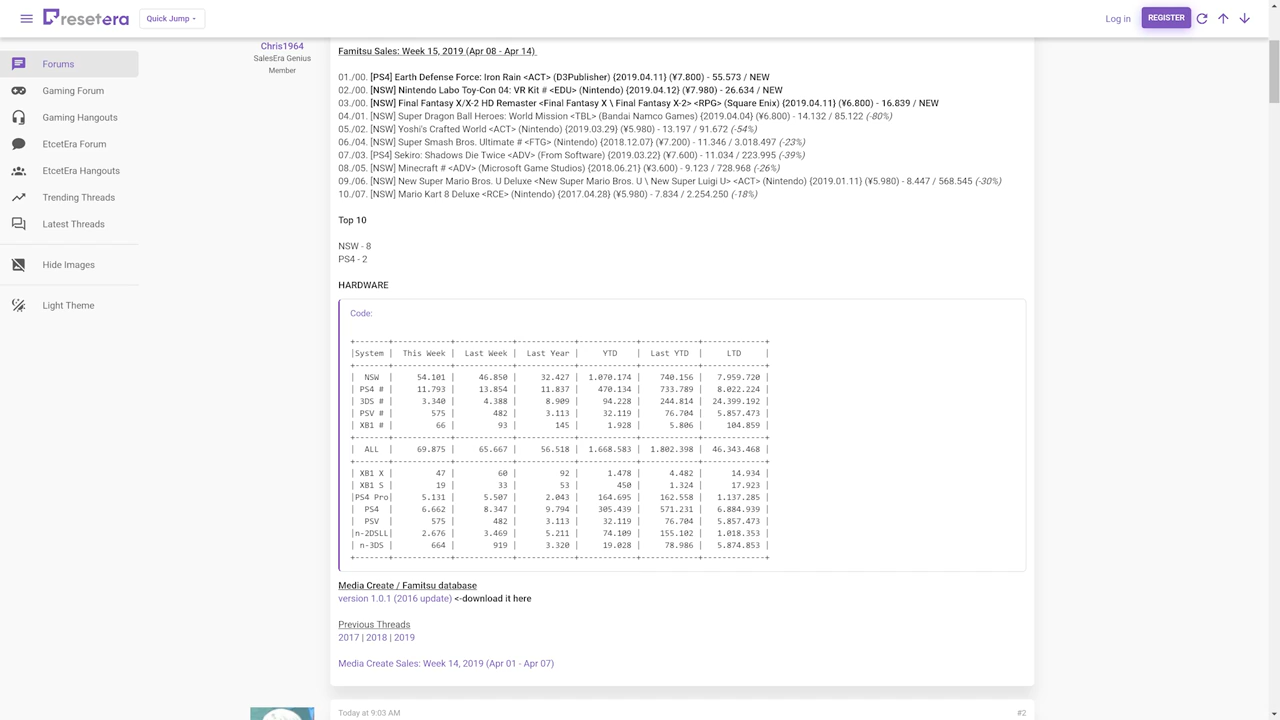 resetera
Quick Jump
Log in
REGISTER
Forums
Gaming Forum
Gaming Hangouts
EtcetEra Forum
EtcetEra Hangouts
Trending Threads
Latest Threads
Hide Images
Light Theme
Chris1964
SalesEra Genius
Member
Famitsu Sales: Week 15, 2019 (Apr 08 - Apr 14)
01./00. [PS4] Earth Defense Force: Iron Rain <ACT> (D3Publisher) {2019.04.11} (¥7.800) - 55.573 / NEW
02./00. [NSW] Nintendo Labo Toy-Con 04: VR Kit # <EDU> (Nintendo) {2019.04.12} (¥7.980) - 26.634 / NEW
03./00. [NSW] Final Fantasy X/X-2 HD Remaster <Final Fantasy X \ Final Fantasy X-2> <RPG> (Square Enix) {2019.04.11} (¥6.800) - 16.839 / NEW
04./01. [NSW] Super Dragon Ball Heroes: World Mission <TBL> (Bandai Namco Games) {2019.04.04} (¥6.800) - 14.132 / 85.122 (-80%)
05./02. [NSW] Yoshi's Crafted World <ACT> (Nintendo) {2019.03.29} (¥5.980) - 13.197 / 91.672 (-54%)
06./04. [NSW] Super Smash Bros. Ultimate # <FTG> (Nintendo) {2018.12.07} (¥7.200) - 11.346 / 3.018.497 (-23%)
07./03. [PS4] Sekiro: Shadows Die Twice <ADV> (From Software) {2019.03.22} (¥7.600) - 11.034 / 223.995 (-39%)
08./05. [NSW] Minecraft # <ADV> (Microsoft Game Studios) {2018.06.21} (¥3.600) - 9.123 / 728.968 (-26%)
09./06. [NSW] New Super Mario Bros. U Deluxe <New Super Mario Bros. U \ New Super Luigi U> <ACT> (Nintendo) {2019.01.11} (¥5.980) - 8.447 / 568.545 (-30%)
10./07. [NSW] Mario Kart 8 Deluxe <RCE> (Nintendo) {2017.04.28} (¥5.980) - 7.834 / 2.254.250 (-18%)
Top 10
NSW - 8
PS4 - 2
HARDWARE
Code:
+-------+-----------+-----------+-----------+-----------+-----------+------------+
|System | This Week | Last Week | Last Year | YTD | Last YTD | LTD |
+-------+-----------+-----------+-----------+-----------+-----------+------------+
| NSW | 54.101 | 46.850 | 32.427 | 1.070.174 | 740.156 | 7.959.720 |
| PS4 # | 11.793 | 13.854 | 11.837 | 470.134 | 733.789 | 8.022.224 |
| 3DS # | 3.340 | 4.388 | 8.909 | 94.228 | 244.814 | 24.399.192 |
| PSV # | 575 | 482 | 3.113 | 32.119 | 76.704 | 5.857.473 |
| XB1 # | 66 | 93 | 145 | 1.928 | 5.806 | 104.859 |
+-------+-----------+-----------+-----------+-----------+-----------+------------+
| ALL | 69.875 | 65.667 | 56.518 | 1.668.583 | 1.802.398 | 46.343.468 |
+-------+-----------+-----------+-----------+-----------+-----------+------------+
| XB1 X | 47 | 60 | 92 | 1.478 | 4.482 | 14.934 |
| XB1 S | 19 | 33 | 53 | 450 | 1.324 | 17.923 |
|PS4 Pro| 5.131 | 5.507 | 2.043 | 164.695 | 162.558 | 1.137.285 |
| PS4 | 6.662 | 8.347 | 9.794 | 305.439 | 571.231 | 6.884.939 |
| PSV | 575 | 482 | 3.113 | 32.119 | 76.704 | 5.857.473 |
|n-2DSLL| 2.676 | 3.469 | 5.211 | 74.109 | 155.102 | 1.018.353 |
| n-3DS | 664 | 919 | 3.320 | 19.028 | 78.986 | 5.874.853 |
+-------+-----------+-----------+-----------+-----------+-----------+------------+
Media Create / Famitsu database
version 1.0.1 (2016 update) <-download it here
Previous Threads
2017 | 2018 | 2019
Media Create Sales: Week 14, 2019 (Apr 01 - Apr 07)
Today at 9:03 AM
#2